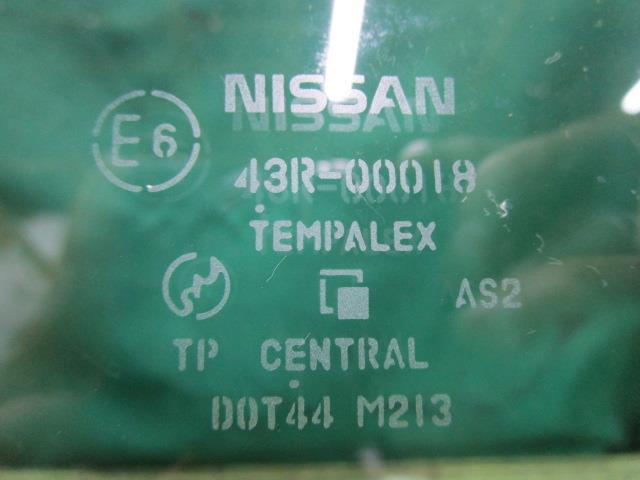 NISSAN
E6 43R-00018
TEMPALEX
AS2
TP CENTRAL
DOT44 M213